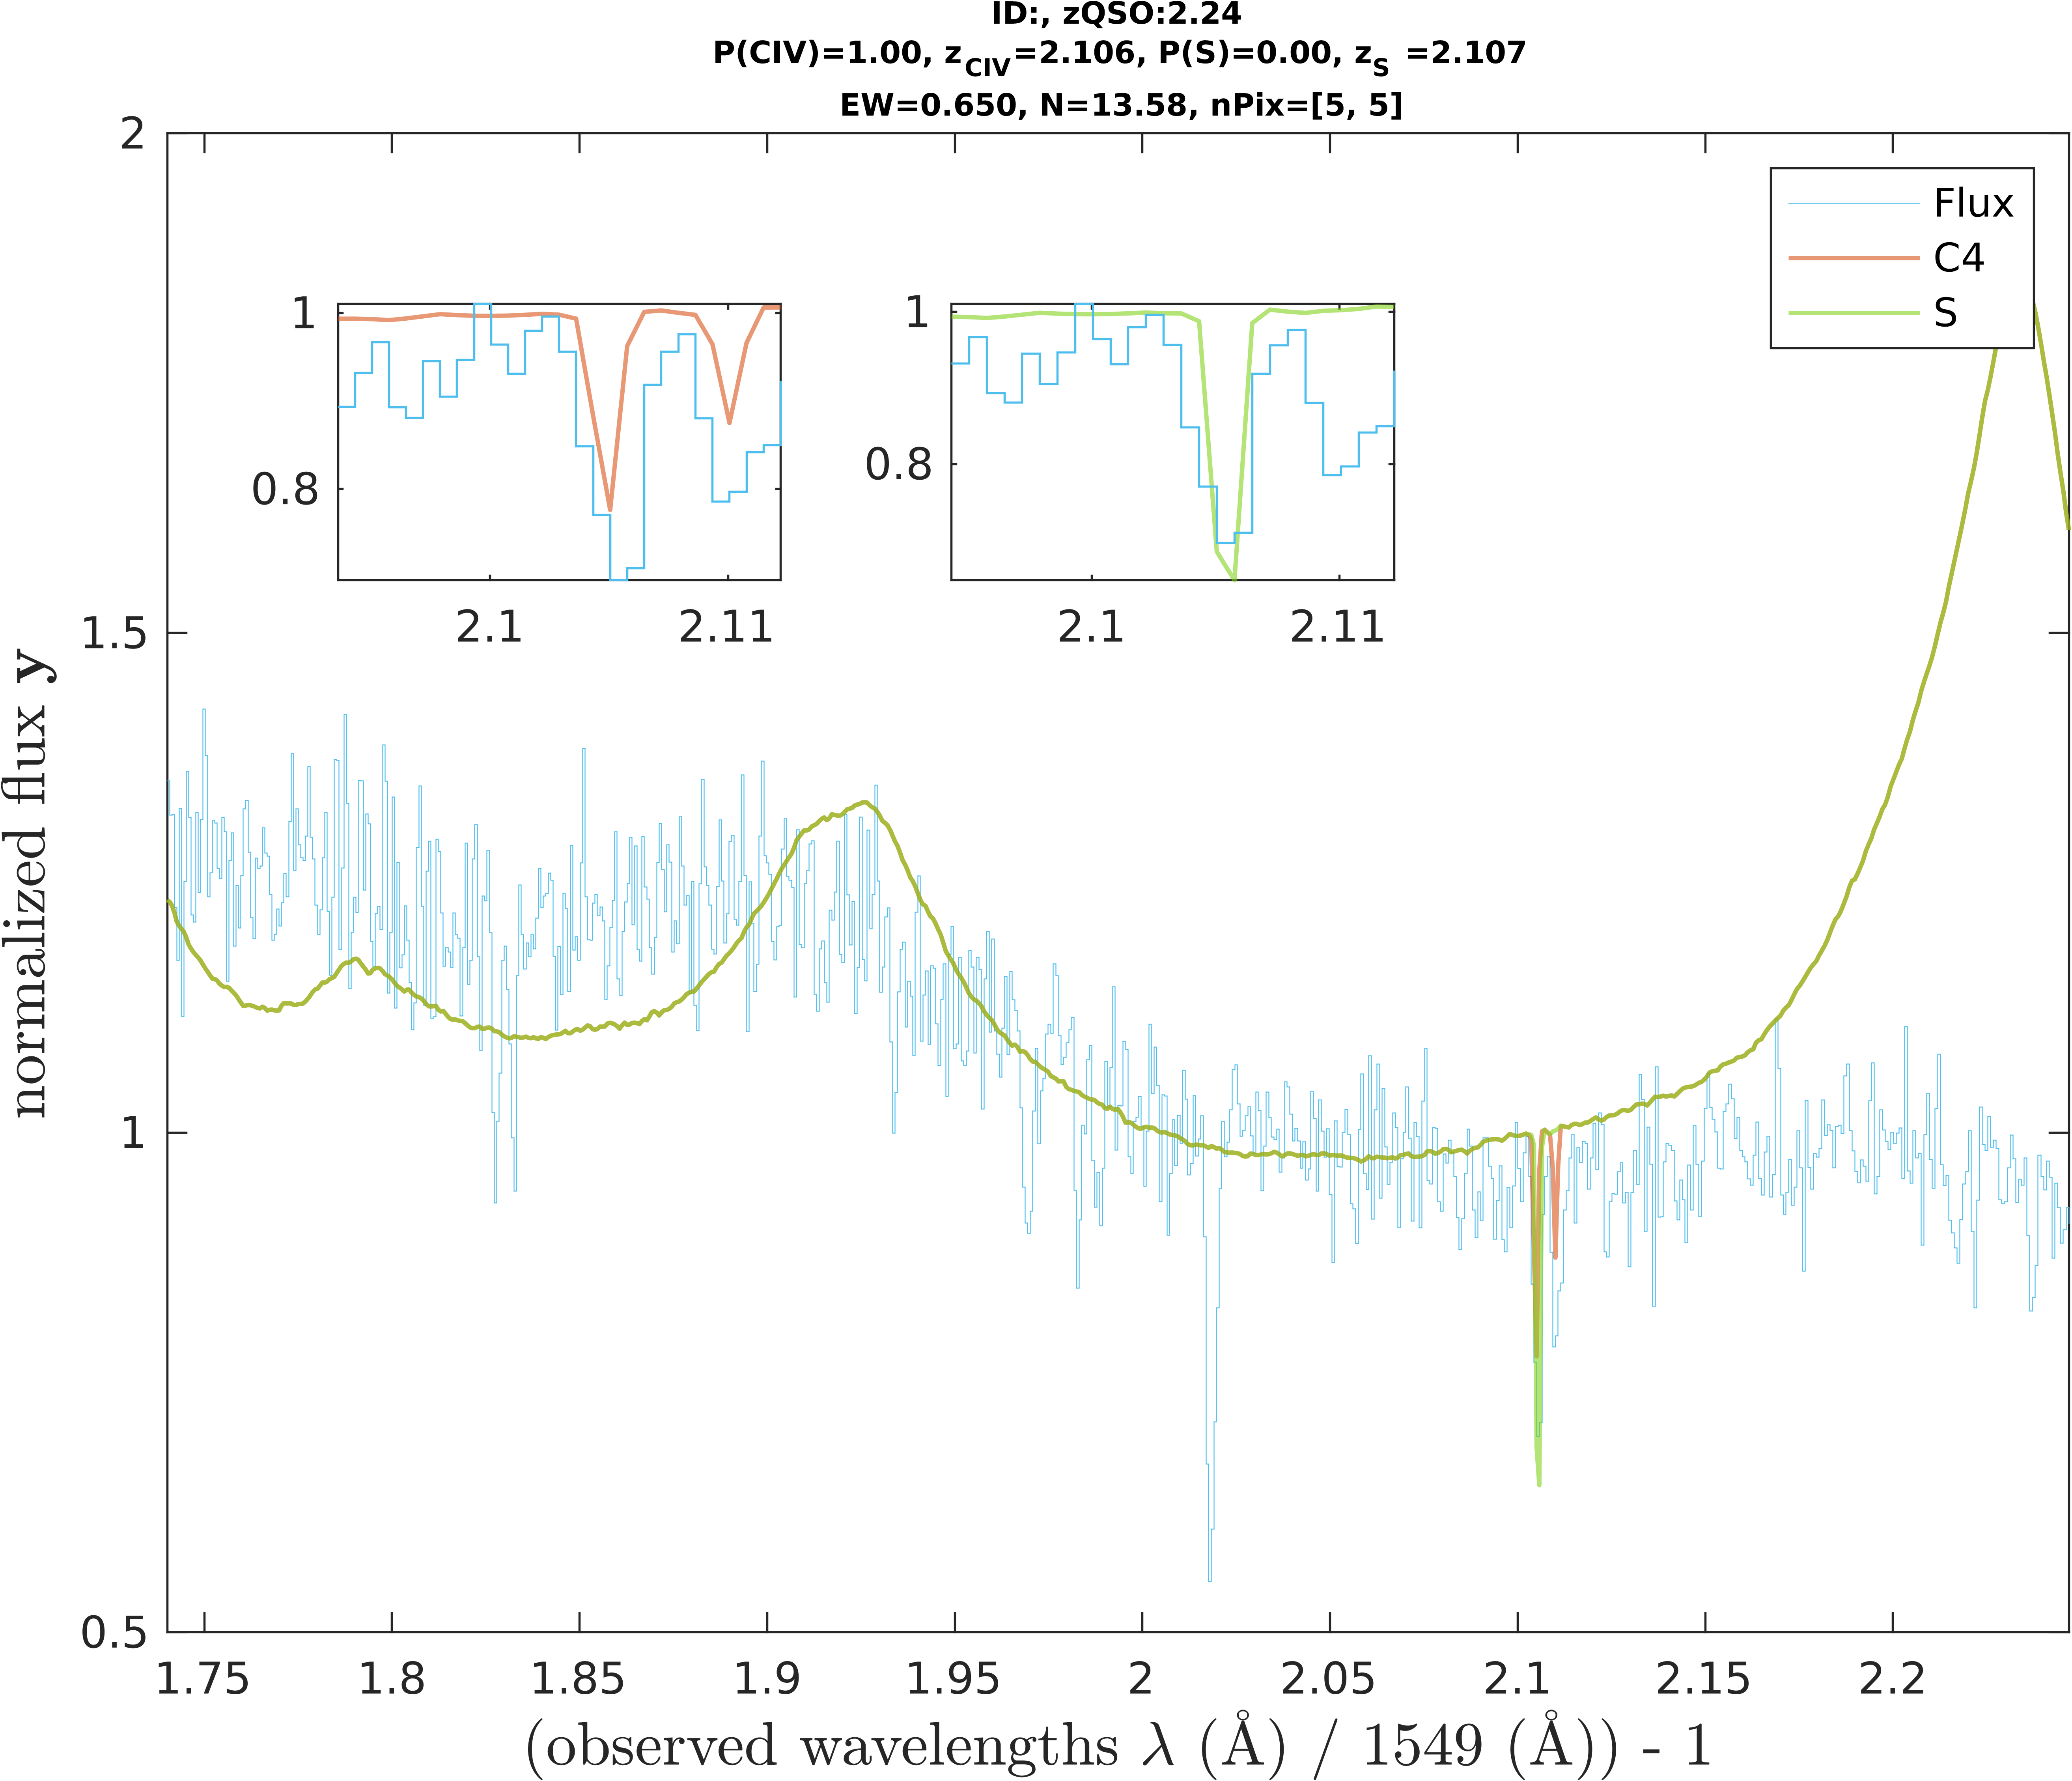 ID:, zQSO:2.24
P(CIV)=1.00, zCIV=2.106, P(S)=0.00, zS =2.107
EW=0.650, N=13.58, nPix=[5, 5]
2
1.5
1
0.5
normalized flux y
Flux
C4
S
1
0.8
2.1
2.11
1
0.8
2.1
2.11
1.75
1.8
1.85
1.9
1.95
2
2.05
2.1
2.15
2.2
(observed wavelengths λ (Å) / 1549 (Å)) - 1